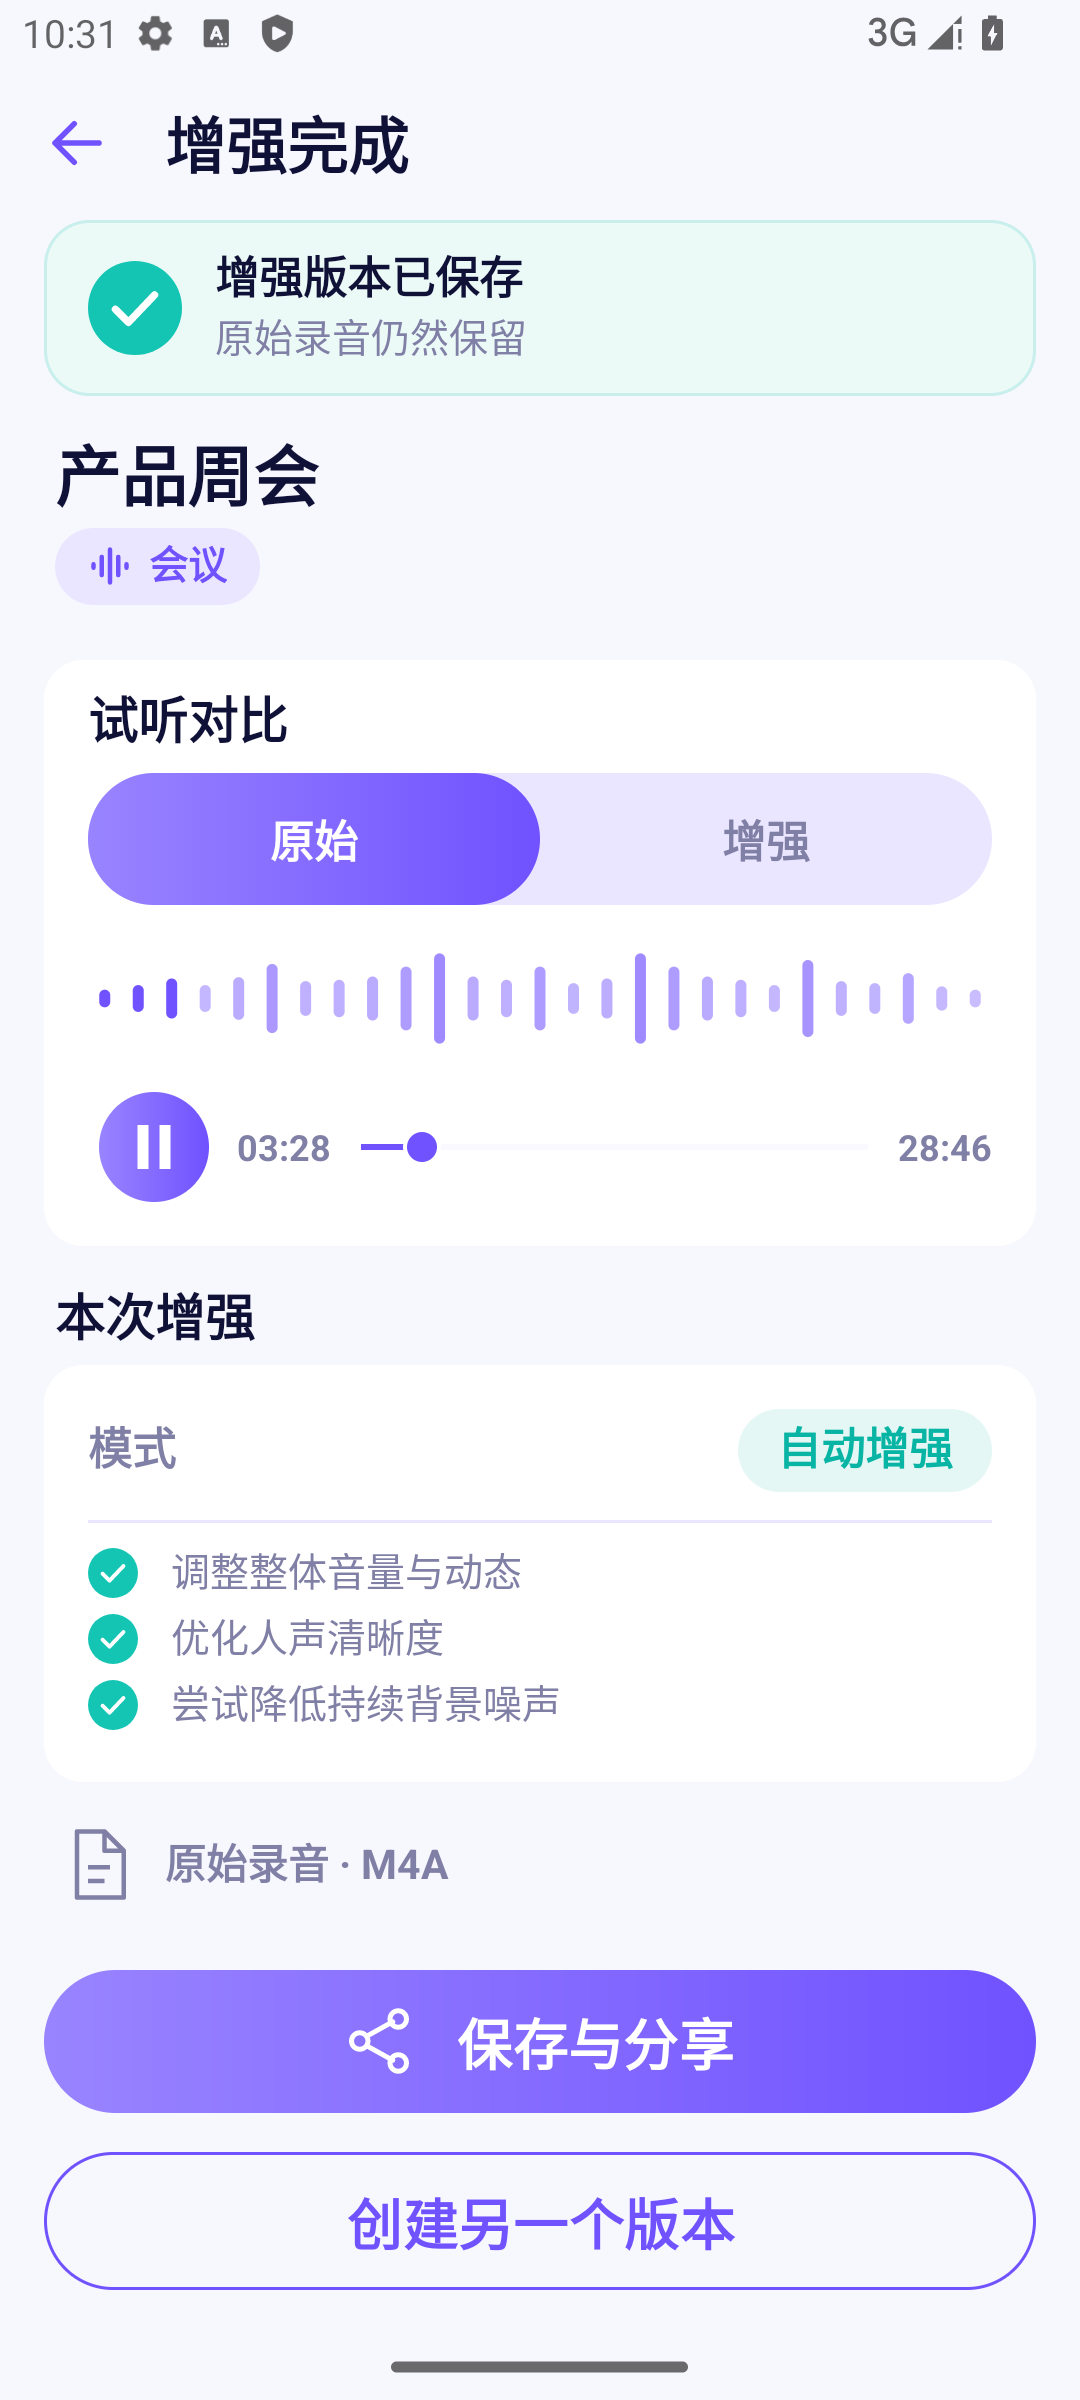 10:31
3G
增强完成
增强版本已保存
原始录音仍然保留
产品周会
会议
试听对比
原始
增强
03:28
28:46
本次增强
模式
自动增强
调整整体音量与动态
优化人声清晰度
尝试降低持续背景噪声
原始录音 · M4A
保存与分享
创建另一个版本